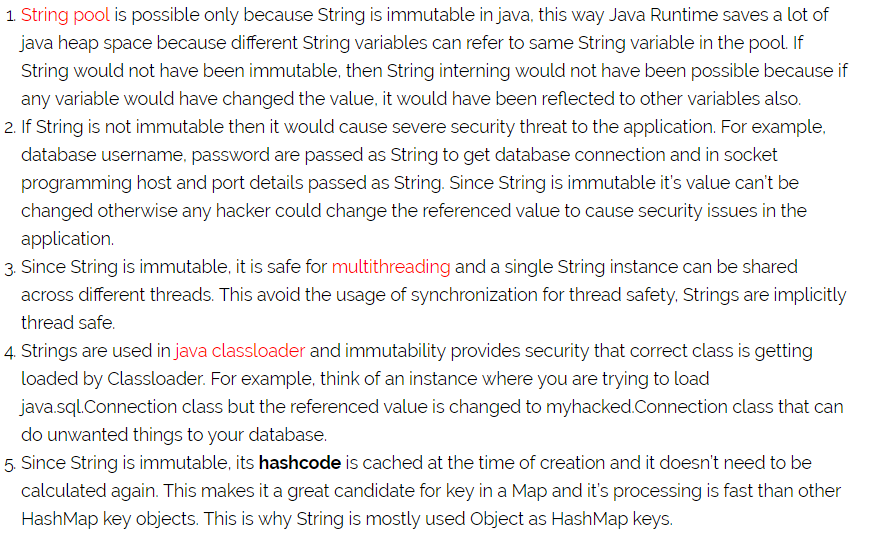 1. String pool is possible only because String is immutable in java, this way Java Runtime saves a lot of
java heap space because different String variables can refer to same String variable in the pool. If
String would not have been immutable, then String interning would not have been possible because if
any variable would have changed the value, it would have been reflected to other variables also.
2. If String is not immutable then it would cause severe security threat to the application. For example,
database username, password are passed as String to get database connection and in socket
programming host and port details passed as String. Since String is immutable it's value can't be
changed otherwise any hacker could change the referenced value to cause security issues in the
application.
3. Since String is immutable, it is safe for multithreading and a single String instance can be shared
across different threads. This avoid the usage of synchronization for thread safety, Strings are implicitly
thread safe.
4. Strings are used in java classloader and immutability provides security that correct class is getting
loaded by Classloader. For example, think of an instance where you are trying to load
java.sql.Connection class but the referenced value is changed to myhacked.Connection class that can
do unwanted things to your database.
5. Since String is immutable, its hashcode is cached at the time of creation and it doesn't need to be
calculated again. This makes it a great candidate for key in a Map and it's processing is fast than other
HashMap key objects. This is why String is mostly used Object as HashMap keys.